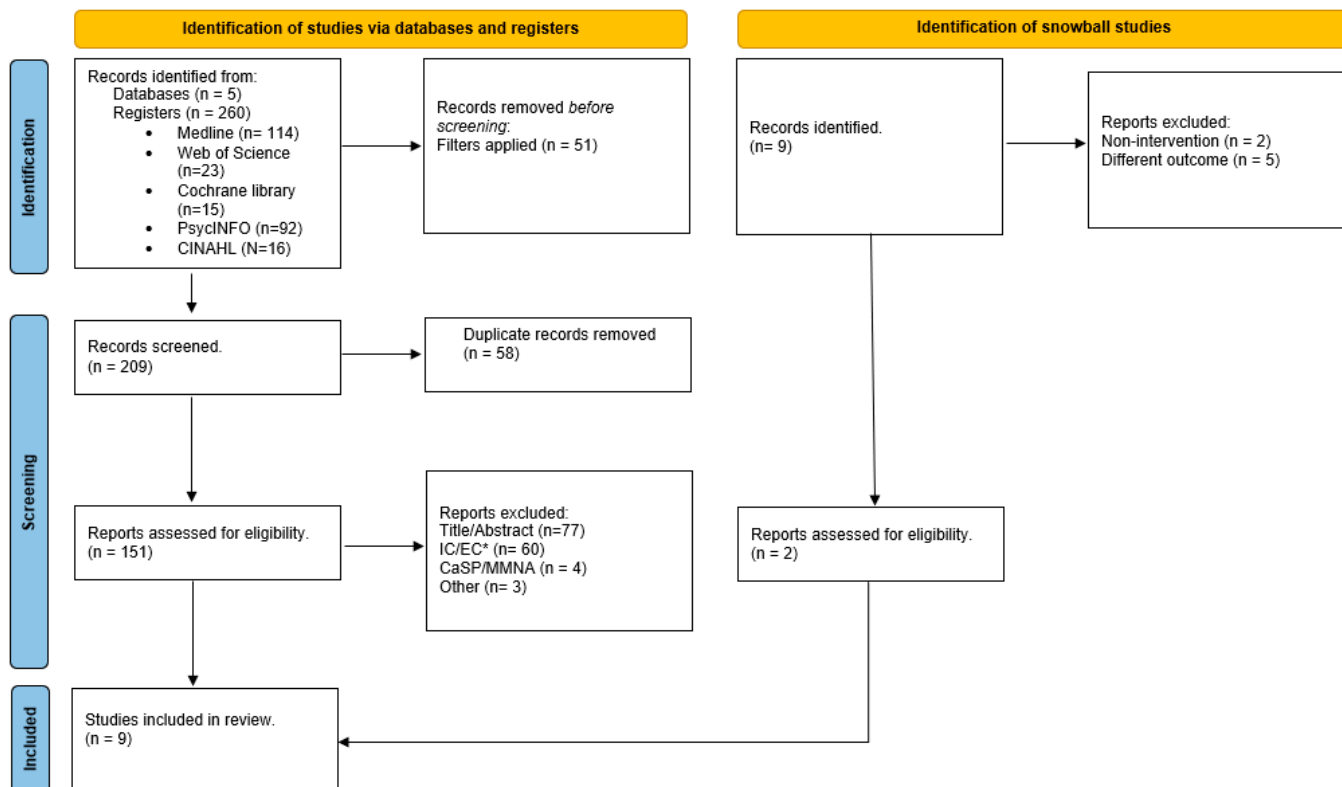 Identification of studies via databases and registers
Identification of snowball studies
Identification
Records identified from:
Databases (n = 5)
Registers (n = 260)
• Medline (n= 114)
• Web of Science
(n=23)
• Cochrane library
(n=15)
• PsycINFO (n=92)
• CINAHL (N=16)
Records removed before
screening:
Filters applied (n = 51)
Records identified.
(n= 9)
Reports excluded:
Non-intervention (n = 2)
Different outcome (n = 5)
Screening
Records screened.
(n = 209)
Duplicate records removed
(n = 58)
Reports assessed for eligibility.
(n = 151)
Reports excluded:
Title/Abstract (n=77)
IC/EC* (n= 60)
CaSP/MMNA (n = 4)
Other (n= 3)
Reports assessed for eligibility.
(n = 2)
Included
Studies included in review.
(n = 9)